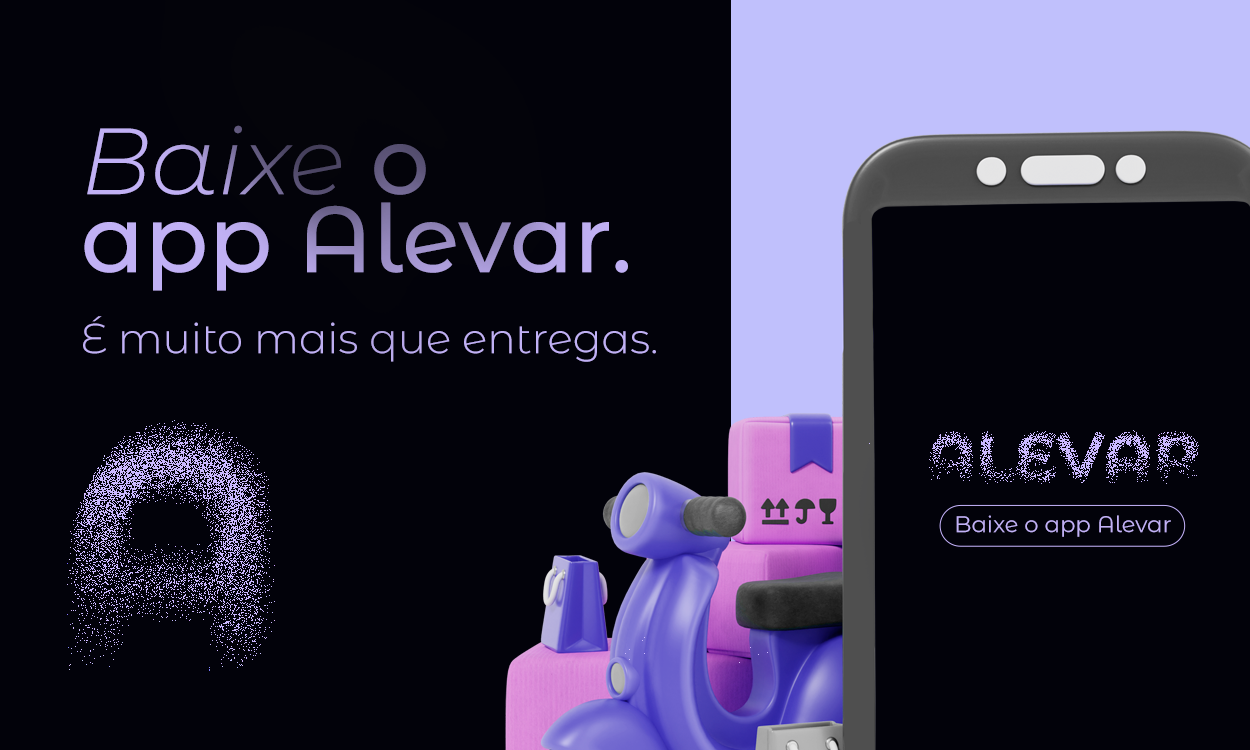 Baixe o
app Alevar.
É muito mais que entregas.
A
ALEVAR
Baixe o app Alevar